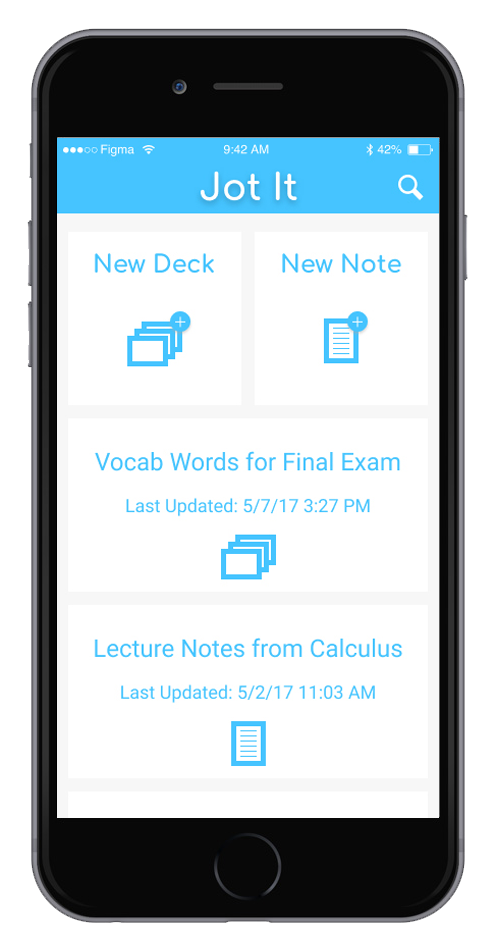 Figma 9:42 AM 42%
Jot It
New Deck New Note
Vocab Words for Final Exam
Last Updated: 5/7/17 3:27 PM
Lecture Notes from Calculus
Last Updated: 5/2/17 11:03 AM